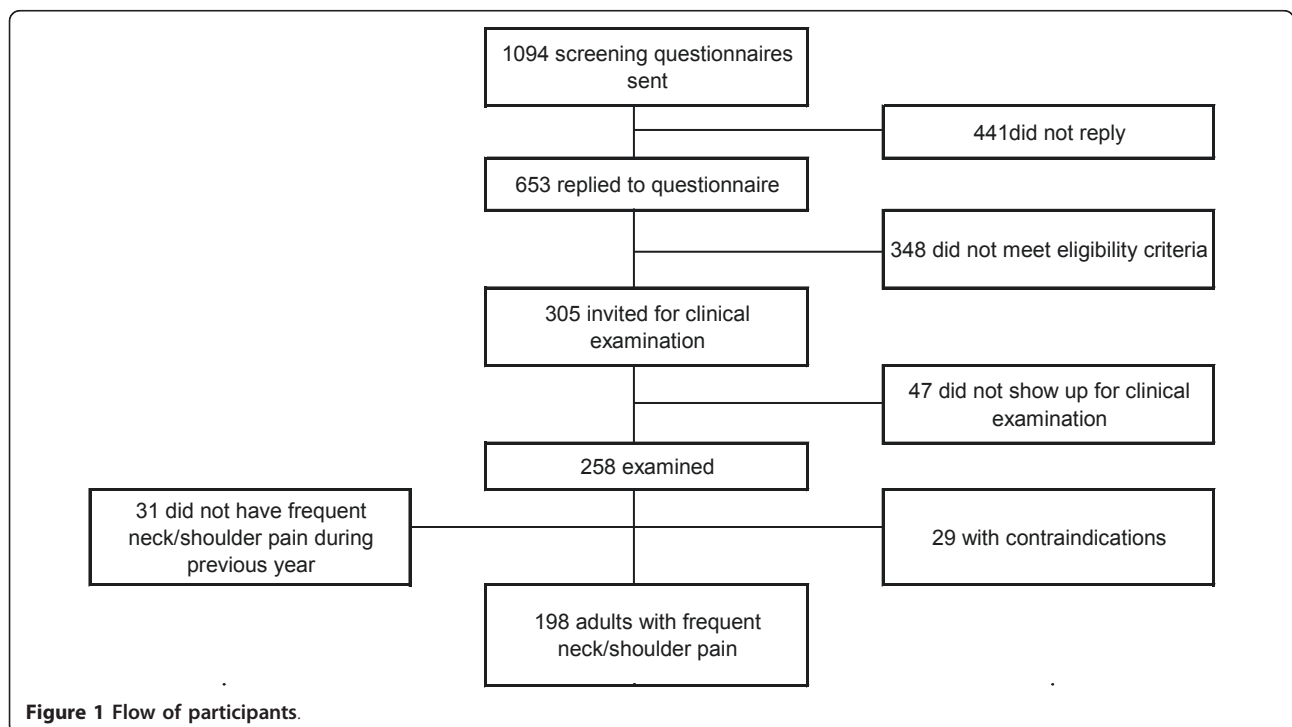 1094 screening questionnaires
sent
441did not reply
653 replied to questionnaire
348 did not meet eligibility criteria
305 invited for clinical
examination
47 did not show up for clinical
examination
258 examined
31 did not have frequent
neck/shoulder pain during
previous year
29 with contraindications
198 adults with frequent
neck/shoulder pain
Figure 1 Flow of participants.